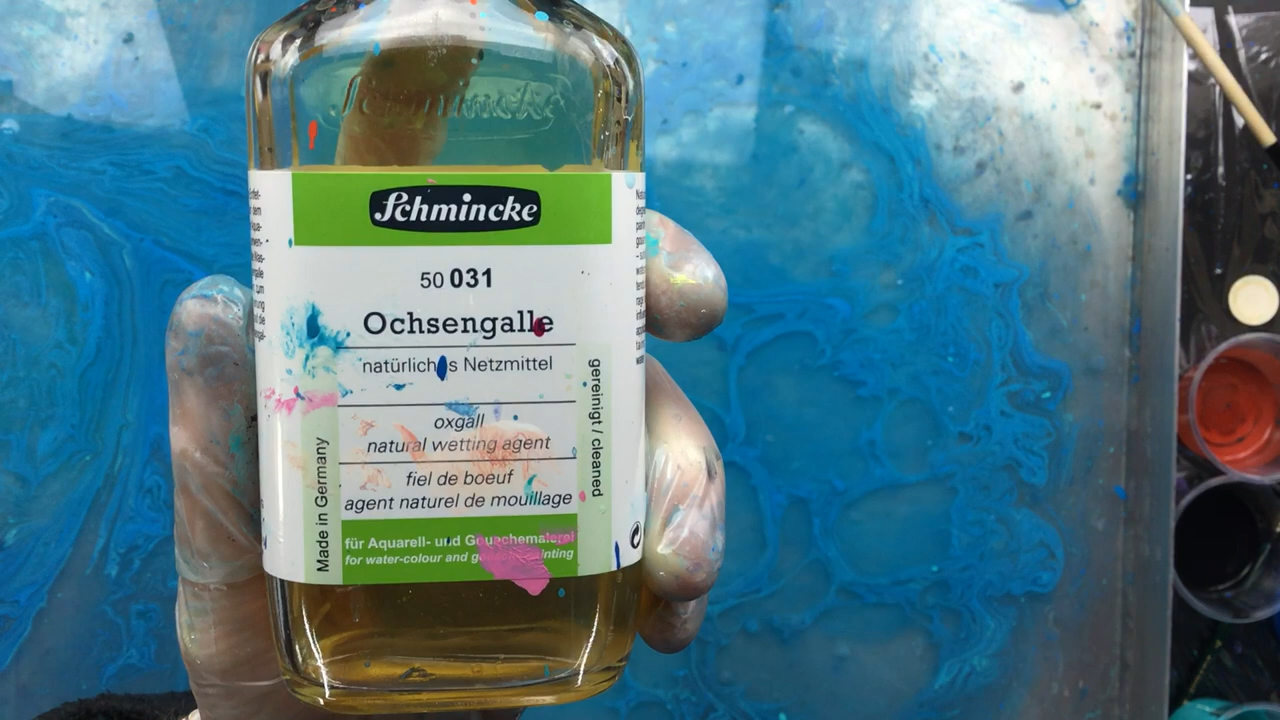 Schmincke
Schmincke
50 031
Ochsengalle
natürliches Netzmittel
oxgall
natural wetting agent
fiel de boeuf
agent naturel de mouillage
Made in Germany
gereinigt / cleaned
für Aquarell- und Gouachemalerei
for water-colour and gouache painting